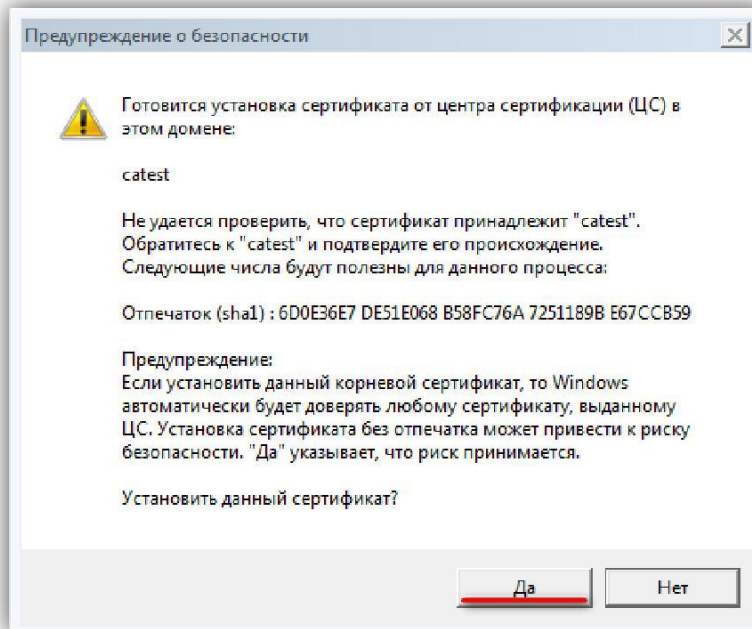 Предупреждение о безопасности
Готовится установка сертификата от центра сертификации (ЦС) в
этом домене:
catest
Не удается проверить, что сертификат принадлежит "catest".
Обратитесь к "catest" и подтвердите его происхождение.
Следующие числа будут полезны для данного процесса:
Отпечаток (sha1) : 6D0E36E7 DE51E068 B58FC76A 7251189B E67CCB59
Предупреждение:
Если установить данный корневой сертификат, то Windows
автоматически будет доверять любому сертификату, выданному
ЦС. Установка сертификата без отпечатка может привести к риску
безопасности. "Да" указывает, что риск принимается.
Установить данный сертификат?
Да
Нет